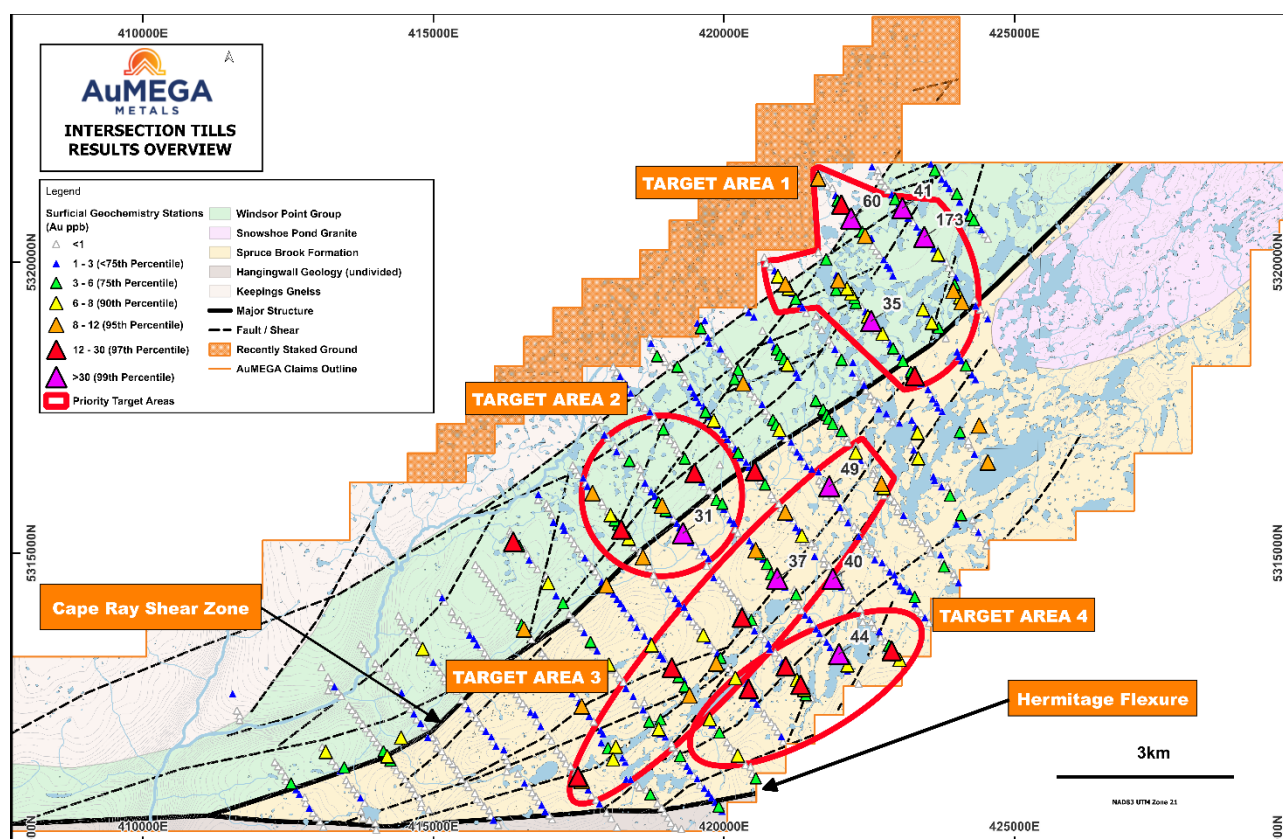 410000E
415000E
420000E
425000E
AuMEGA
METALS
INTERSECTION TILLS
RESULTS OVERVIEW
Legend
Surficial Geochemistry Stations
(Au ppb)
<1
1 - 3 (<75th Percentile)
3 - 6 (75th Percentile)
6 - 8 (90th Percentile)
8 - 12 (95th Percentile)
12 - 30 (97th Percentile)
>30 (99th Percentile)
Priority Target Areas
Windsor Point Group
Snowshoe Pond Granite
Spruce Brook Formation
Hangingwall Geology (undivided)
Keepings Gneiss
Major Structure
Fault / Shear
Recently Staked Ground
AuMEGA Claims Outline
TARGET AREA 1
41
60
173
5320000N
5320000N
35
TARGET AREA 2
49
31
5315000N
5315000N
37
40
Cape Ray Shear Zone
TARGET AREA 4
44
TARGET AREA 3
Hermitage Flexure
3km
NAD83 UTM Zone 21
00N
00N
410000E
415000E
420000E
425000E